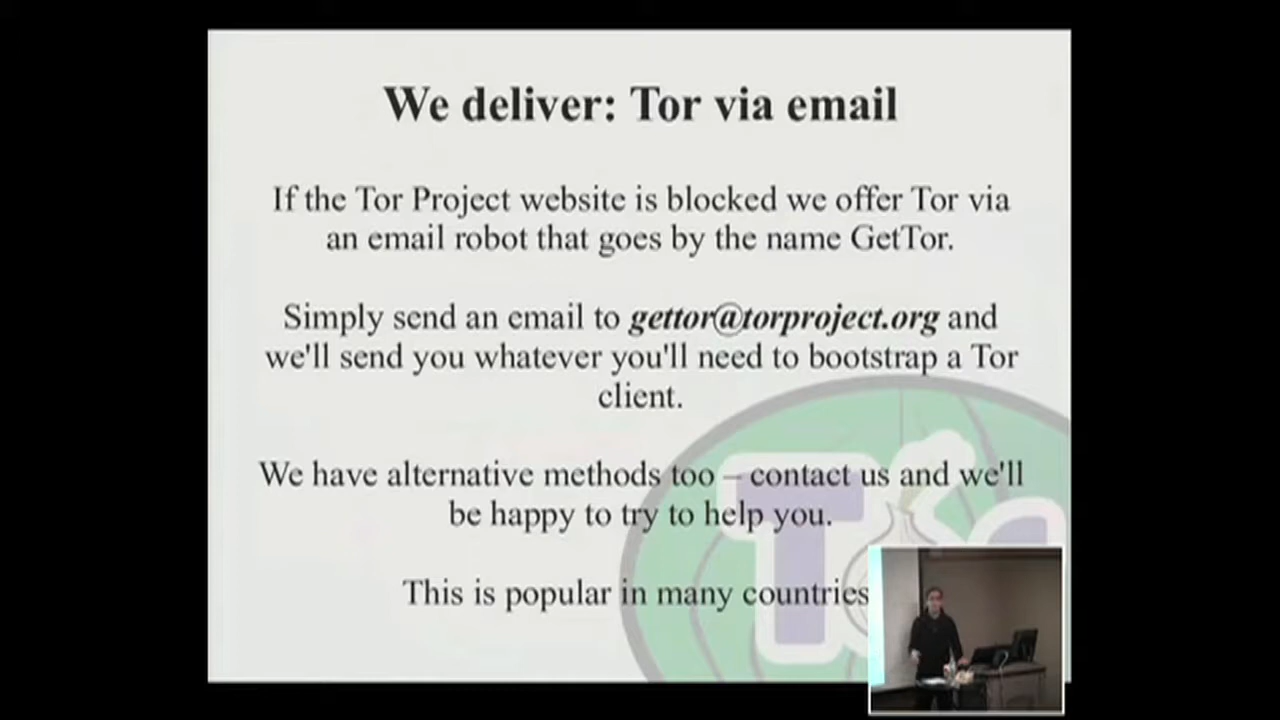 We deliver: Tor via email
If the Tor Project website is blocked we offer Tor via
an email robot that goes by the name GetTor.
Simply send an email to gettor@torproject.org and
we'll send you whatever you'll need to bootstrap a Tor
client.
We have alternative methods too – contact us and we'll
be happy to try to help you.
This is popular in many countries